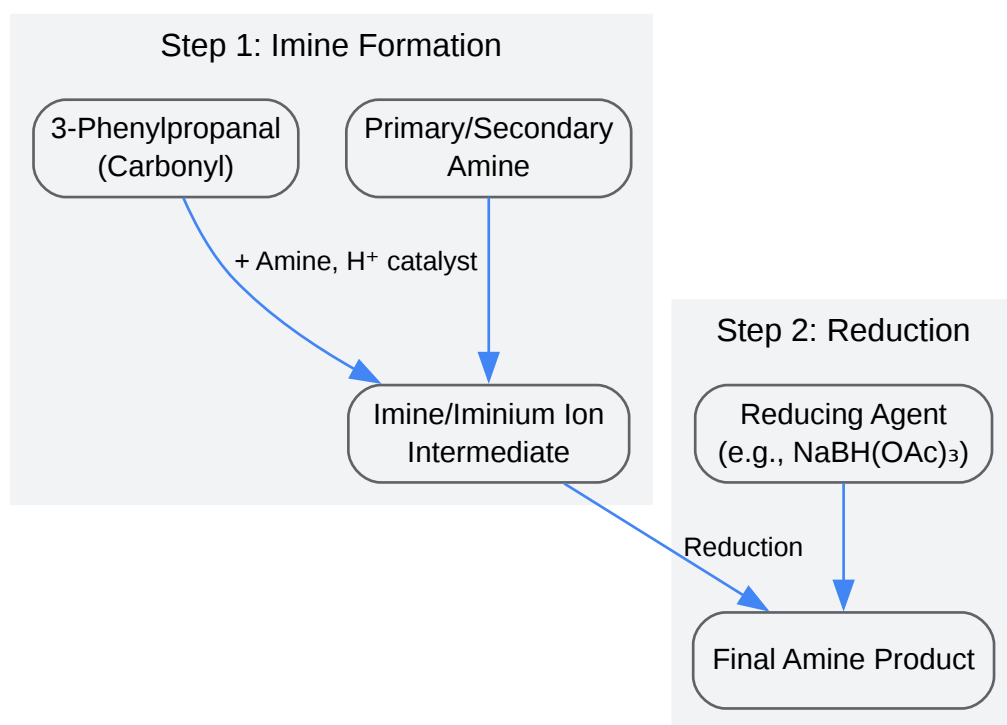 Step 1: Imine Formation
3-Phenylpropanal
(Carbonyl)
Primary/Secondary
Amine
+ Amine, H⁺ catalyst
Imine/Iminium Ion
Intermediate
Step 2: Reduction
Reducing Agent
(e.g., NaBH(OAc)₃)
Reduction
Final Amine Product